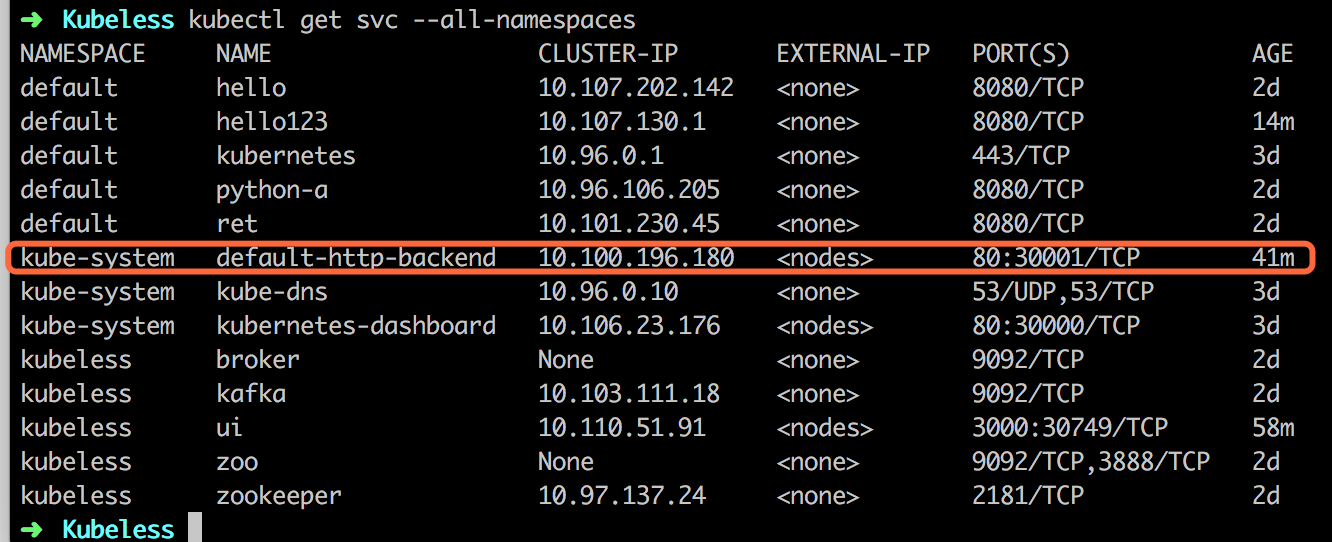 ➜ Kubeless kubectl get svc --all-namespaces
NAMESPACE NAME CLUSTER-IP EXTERNAL-IP PORT(S) AGE
default hello 10.107.202.142 <none> 8080/TCP 2d
default hello123 10.107.130.1 <none> 8080/TCP 14m
default kubernetes 10.96.0.1 <none> 443/TCP 3d
default python-a 10.96.106.205 <none> 8080/TCP 2d
default ret 10.101.230.45 <none> 8080/TCP 2d
kube-system default-http-backend 10.100.196.180 <nodes> 80:30001/TCP 41m
kube-system kube-dns 10.96.0.10 <none> 53/UDP,53/TCP 3d
kube-system kubernetes-dashboard 10.106.23.176 <nodes> 80:30000/TCP 3d
kubeless broker None <none> 9092/TCP 2d
kubeless kafka 10.103.111.18 <none> 9092/TCP 2d
kubeless ui 10.110.51.91 <nodes> 3000:30749/TCP 58m
kubeless zoo None <none> 9092/TCP,3888/TCP 2d
kubeless zookeeper 10.97.137.24 <none> 2181/TCP 2d
➜ Kubeless